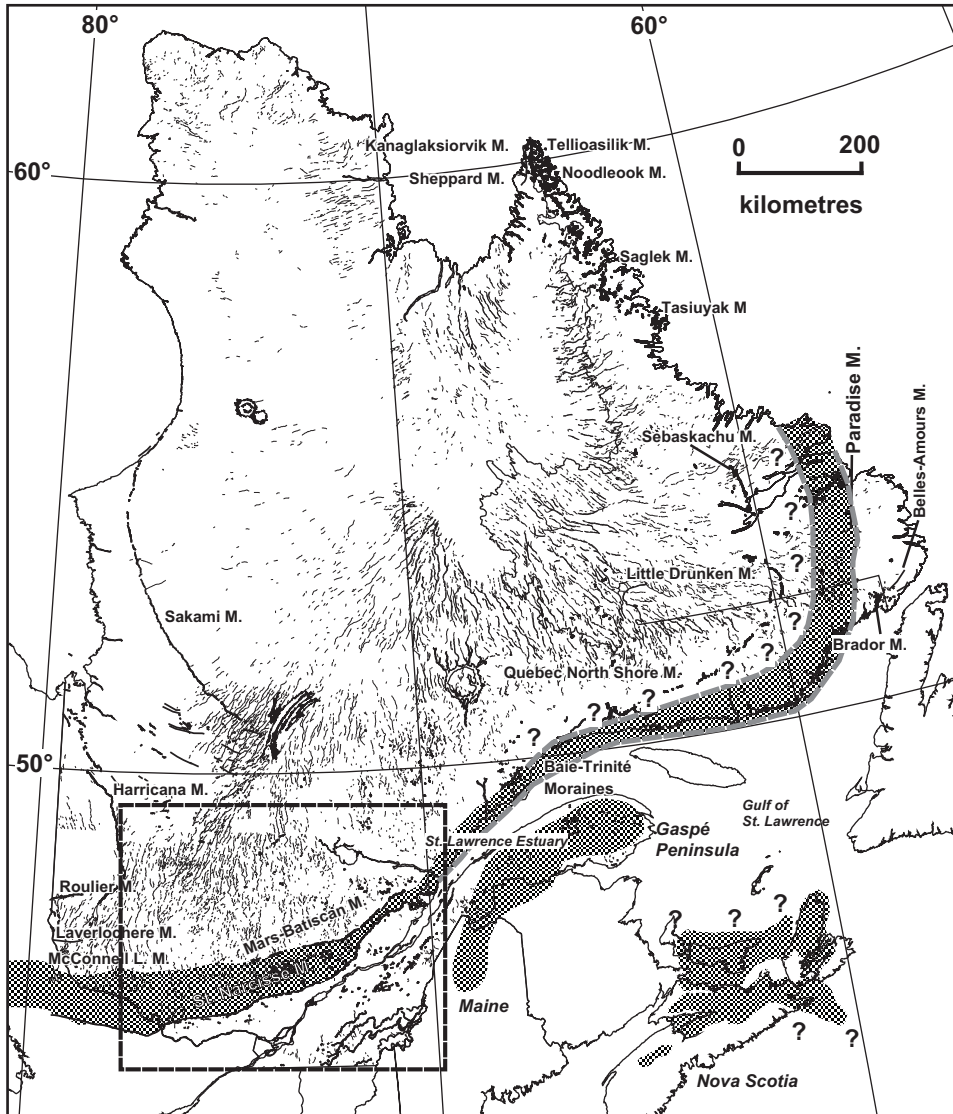 80°
60°
Kanaglaksiorvik M.
Tellioasilik M.
0 200
60°
Sheppard M.
Noodleook M.
kilometres
Saglek M.
Tasiuyak M
Paradise M.
Belles-Amours M.
Sebaskachu M.
?
?
?
Little Drunken M.
Sakami M.
?
Brador M.
?
Quebec North Shore M.
?
?
?
?
50°
Baie-Trinité
Moraines
Harricana M.
Gulf of
St. Lawrence
St. Lawrence Estuary
Gaspé
Peninsula
Roulier M.
Mars-Batiscan M.
?
?
?
Laverlochere M.
McConnell L. M.
Maine
?
?
Nova Scotia